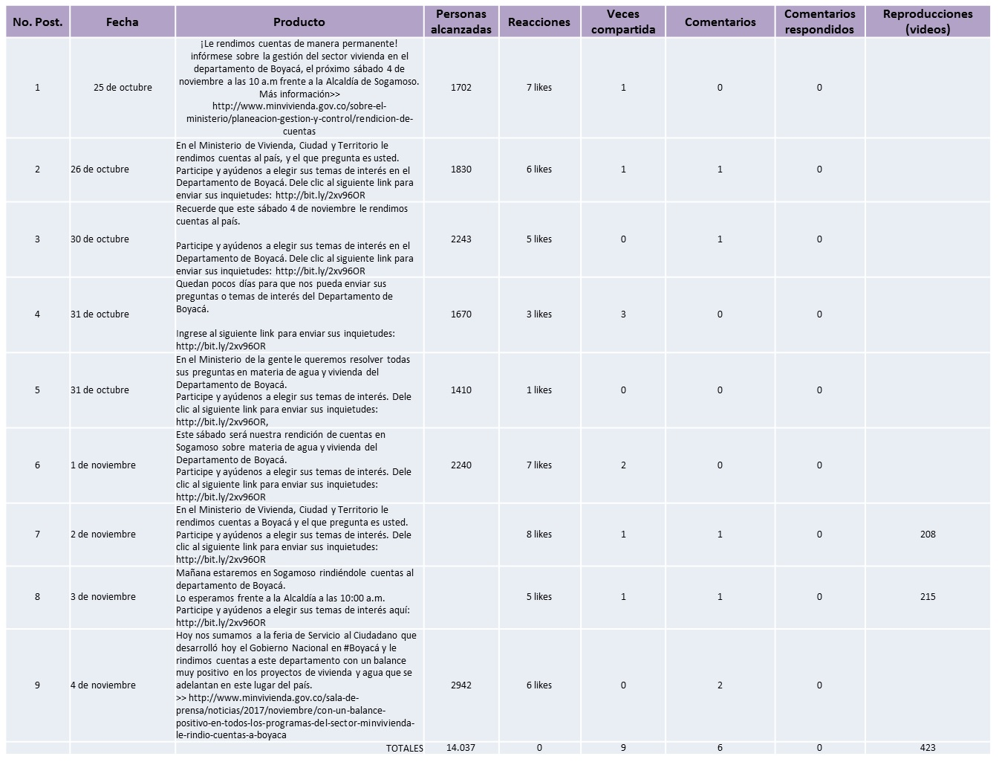 No. Post. Fecha Producto Personas alcanzadas Reacciones Veces compartida Comentarios Comentarios respondidos Reproducciones (videos)
¡Le rendimos cuentas de manera permanente!
infórmese sobre la gestión del sector vivienda en el
departamento de Boyacá, el próximo sábado 4 de
noviembre a las 10 a.m frente a la Alcaldía de Sogamoso.
Más información>>
http://www.minvivienda.gov.co/sobre-el-
ministerio/planeacion-gestion-y-control/rendicion-de-
cuentas
1 25 de octubre 1702 7 likes 1 0 0
En el Ministerio de Vivienda, Ciudad y Territorio le
rendimos cuentas al país, y el que pregunta es usted.
Participe y ayúdenos a elegir sus temas de interés en el
Departamento de Boyacá. Dele clic al siguiente link para
enviar sus inquietudes: http://bit.ly/2xv96OR
2 26 de octubre 1830 6 likes 1 1 0
Recuerde que este sábado 4 de noviembre le rendimos
cuentas al país.
Participe y ayúdenos a elegir sus temas de interés en el
Departamento de Boyacá. Dele clic al siguiente link para
enviar sus inquietudes: http://bit.ly/2xv96OR
3 30 de octubre 2243 5 likes 0 1 0
Quedan pocos días para que nos pueda enviar sus
preguntas o temas de interés del Departamento de
Boyacá.
Ingrese al siguiente link para enviar sus inquietudes:
http://bit.ly/2xv96OR
4 31 de octubre 1670 3 likes 3 0 0
En el Ministerio de la gente le queremos resolver todas
sus preguntas en materia de agua y vivienda del
Departamento de Boyacá.
Participe y ayúdenos a elegir sus temas de interés. Dele
clic al siguiente link para enviar sus inquietudes:
http://bit.ly/2xv96OR,
5 31 de octubre 1410 1 likes 0 0 0
Este sábado será nuestra rendición de cuentas en
Sogamoso sobre materia de agua y vivienda del
Departamento de Boyacá.
Participe y ayúdenos a elegir sus temas de interés. Dele
clic al siguiente link para enviar sus inquietudes:
http://bit.ly/2xv96OR
6 1 de noviembre 2240 7 likes 2 0 0
En el Ministerio de Vivienda, Ciudad y Territorio le
rendimos cuentas a Boyacá y el que pregunta es usted.
Participe y ayúdenos a elegir sus temas de interés. Dele
clic al siguiente link para enviar sus inquietudes:
http://bit.ly/2xv96OR
7 2 de noviembre 8 likes 1 1 0 208
Mañana estaremos en Sogamoso rindiéndole cuentas al
departamento de Boyacá.
Lo esperamos frente a la Alcaldía a las 10:00 a.m.
Participe y ayúdenos a elegir sus temas de interés aquí:
http://bit.ly/2xv96OR
8 3 de noviembre 5 likes 1 1 0 215
Hoy nos sumamos a la feria de Servicio al Ciudadano que
desarrolló hoy el Gobierno Nacional en #Boyacá y le
rindimos cuentas a este departamento con un balance
muy positivo en los proyectos de vivienda y agua que se
adelantan en este lugar del país.
>> http://www.minvivienda.gov.co/sala-de-
prensa/noticias/2017/noviembre/con-un-balance-
positivo-en-todos-los-programas-del-sector-minvivienda-
le-rindio-cuentas-a-boyaca
9 4 de noviembre 2942 6 likes 0 2 0
TOTALES 14.037 0 9 6 0 423